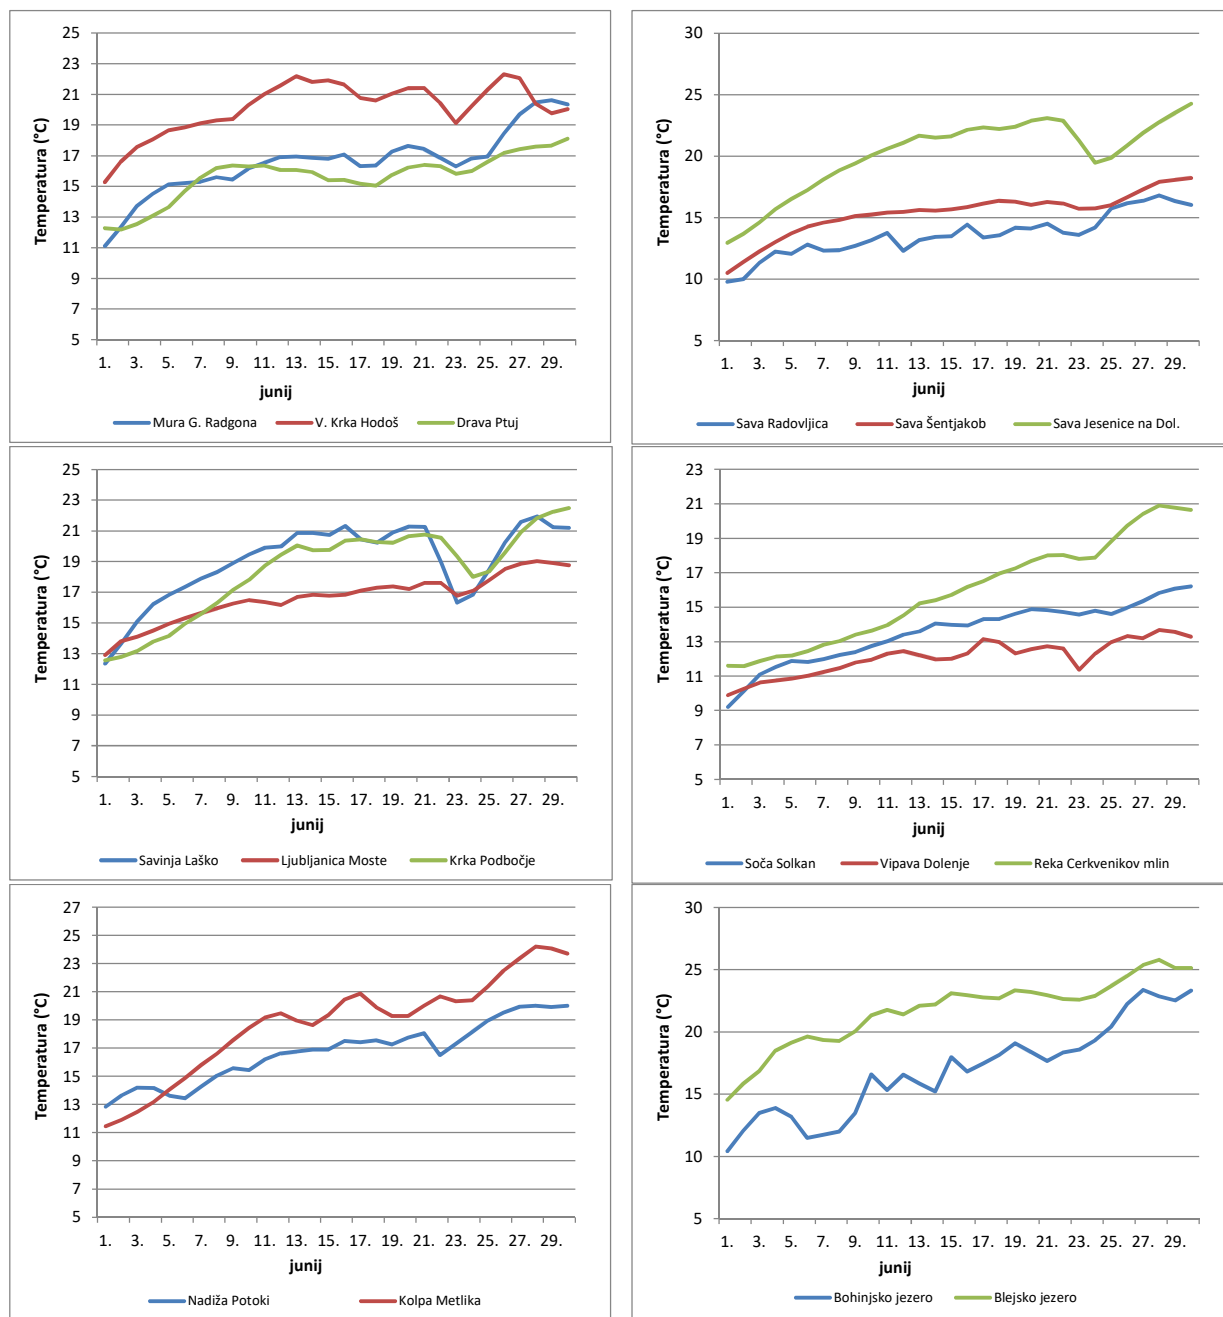 25
23
21
19
17
15
13
11
9
7
5
Temperatura (°C)
1. 3. 5. 7. 9. 11. 13. 15. 17. 19. 21. 23. 25. 27. 29.
junij
Mura G. Radgona V. Krka Hodoš Drava Ptuj
30
25
20
15
10
5
Temperatura (°C)
1. 3. 5. 7. 9. 11. 13. 15. 17. 19. 21. 23. 25. 27. 29.
junij
Sava Radovljica Sava Šentjakob Sava Jesenice na Dol.
25
23
21
19
17
15
13
11
9
7
5
Temperatura (°C)
1. 3. 5. 7. 9. 11. 13. 15. 17. 19. 21. 23. 25. 27. 29.
junij
Savinja Laško Ljubljanica Moste Krka Podbočje
23
21
19
17
15
13
11
9
7
5
Temperatura (°C)
1. 3. 5. 7. 9. 11. 13. 15. 17. 19. 21. 23. 25. 27. 29.
junij
Soča Solkan Vipava Dolenje Reka Cerkvenikov mlin
27
25
23
21
19
17
15
13
11
9
7
5
Temperatura (°C)
1. 3. 5. 7. 9. 11. 13. 15. 17. 19. 21. 23. 25. 27. 29.
junij
Nadiža Potoki Kolpa Metlika
30
25
20
15
10
5
Temperatura (°C)
1. 3. 5. 7. 9. 11. 13. 15. 17. 19. 21. 23. 25. 27. 29.
junij
Bohinjsko jezero Blejsko jezero